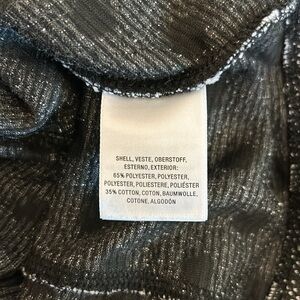 SHELL, VESTE, OBERSTOFF,
ESTERNO, EXTERIOR:
65% POLYESTER, POLYESTER,
POLYESTER, POLIESTERE, POLIÉSTER
35% COTTON, COTON, BAUMWOLLE,
COTONE, ALGODÓN